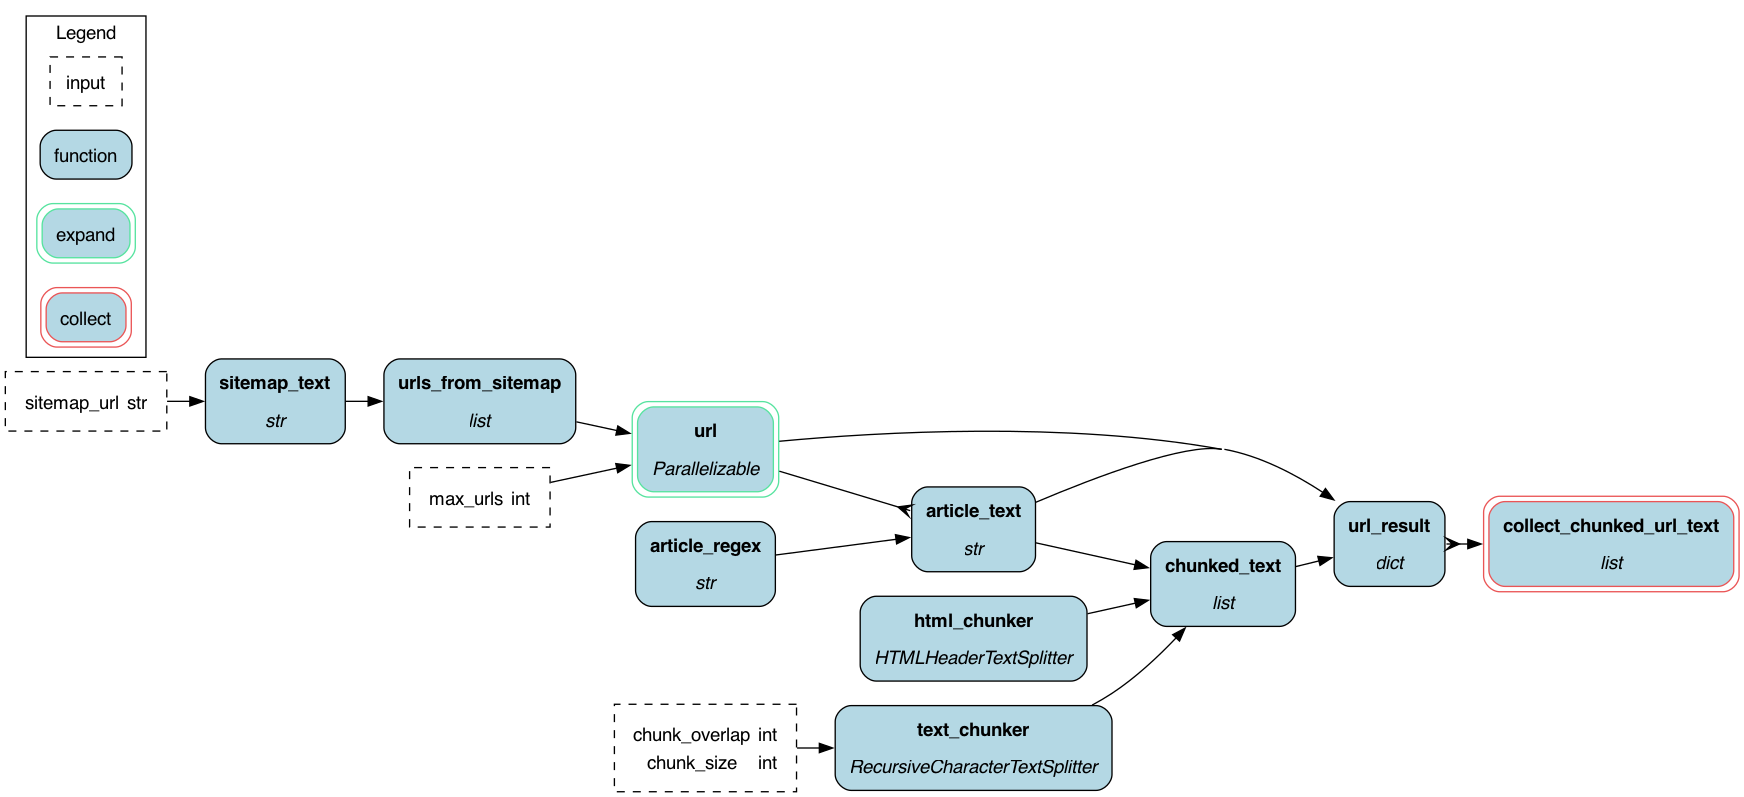 Legend
input
function
expand
collect
sitemap_url str
sitemap_text
str
urls_from_sitemap
list
max_urls int
url
Parallelizable
article_regex
str
article_text
str
html_chunker
HTMLHeaderTextSplitter
chunk_overlap int
chunk_size int
text_chunker
RecursiveCharacterTextSplitter
chunked_text
list
url_result
dict
collect_chunked_url_text
list